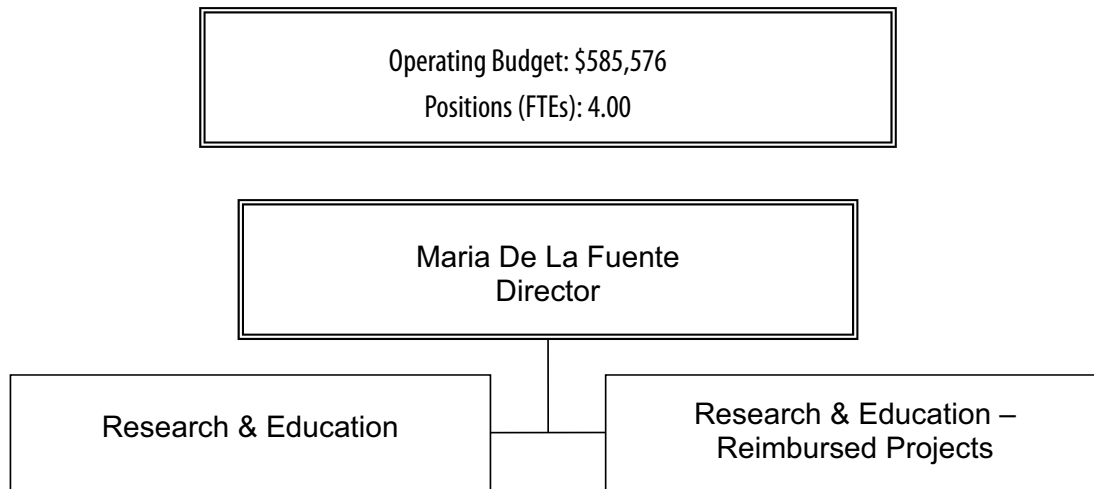 Operating Budget: $585,576
Positions (FTEs): 4.00
Maria De La Fuente
Director
Research & Education
Research & Education –
Reimbursed Projects